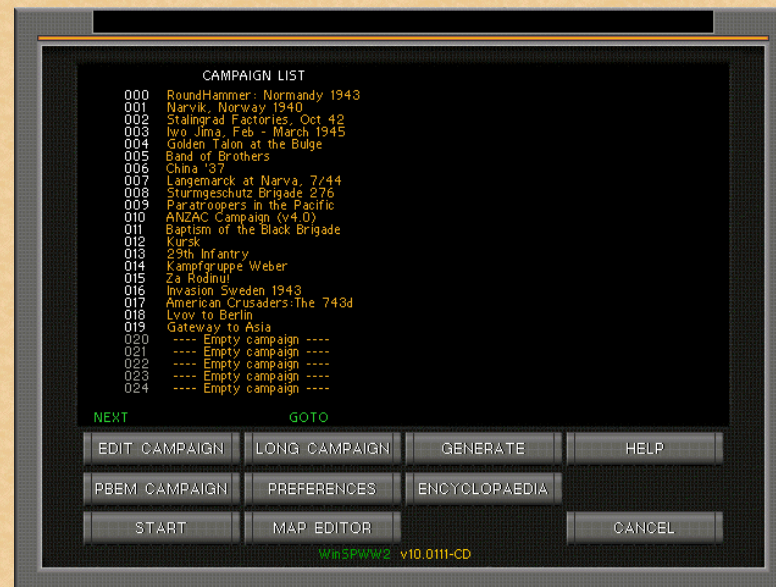 CAMPAIGN LIST
000 RoundHammer: Normandy 1943
001 Narvik, Norway 1940
002 Stalingrad Factories, Oct 42
003 Iwo Jima, Feb - March 1945
004 Golden Talon at the Bulge
005 Band of Brothers
006 China '37
007 Langemarck at Narva, 7/44
008 Sturmgeschutz Brigade 276
009 Paratroopers in the Pacific
010 ANZAC Campaign (v4.0)
011 Baptism of the Black Brigade
012 Kursk
013 29th Infantry
014 Kampfgruppe Weber
015 Za Rodinu!
016 Invasion Sweden 1943
017 American Crusaders:The 743d
018 Lvov to Berlin
019 Gateway to Asia
020 ---- Empty campaign ----
021 ---- Empty campaign ----
022 ---- Empty campaign ----
023 ---- Empty campaign ----
024 ---- Empty campaign ----
NEXT GOTO
EDIT CAMPAIGN LONG CAMPAIGN GENERATE HELP
PBEM CAMPAIGN PREFERENCES ENCYCLOPAEDIA
START MAP EDITOR CANCEL
WinSPWW2 v10.0111-CD